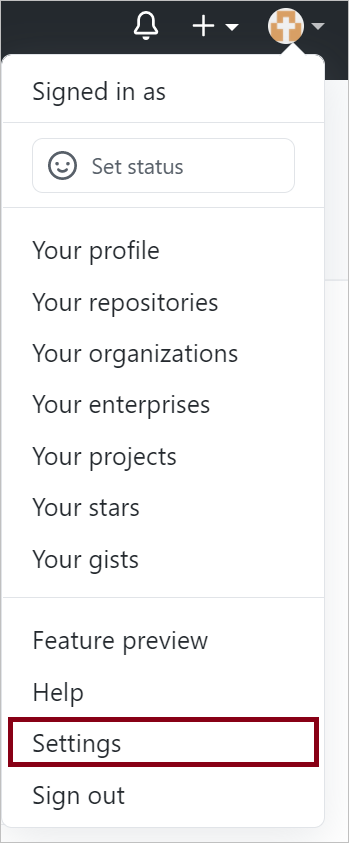 Signed in as
Set status
Your profile
Your repositories
Your organizations
Your enterprises
Your projects
Your stars
Your gists
Feature preview
Help
Settings
Sign out